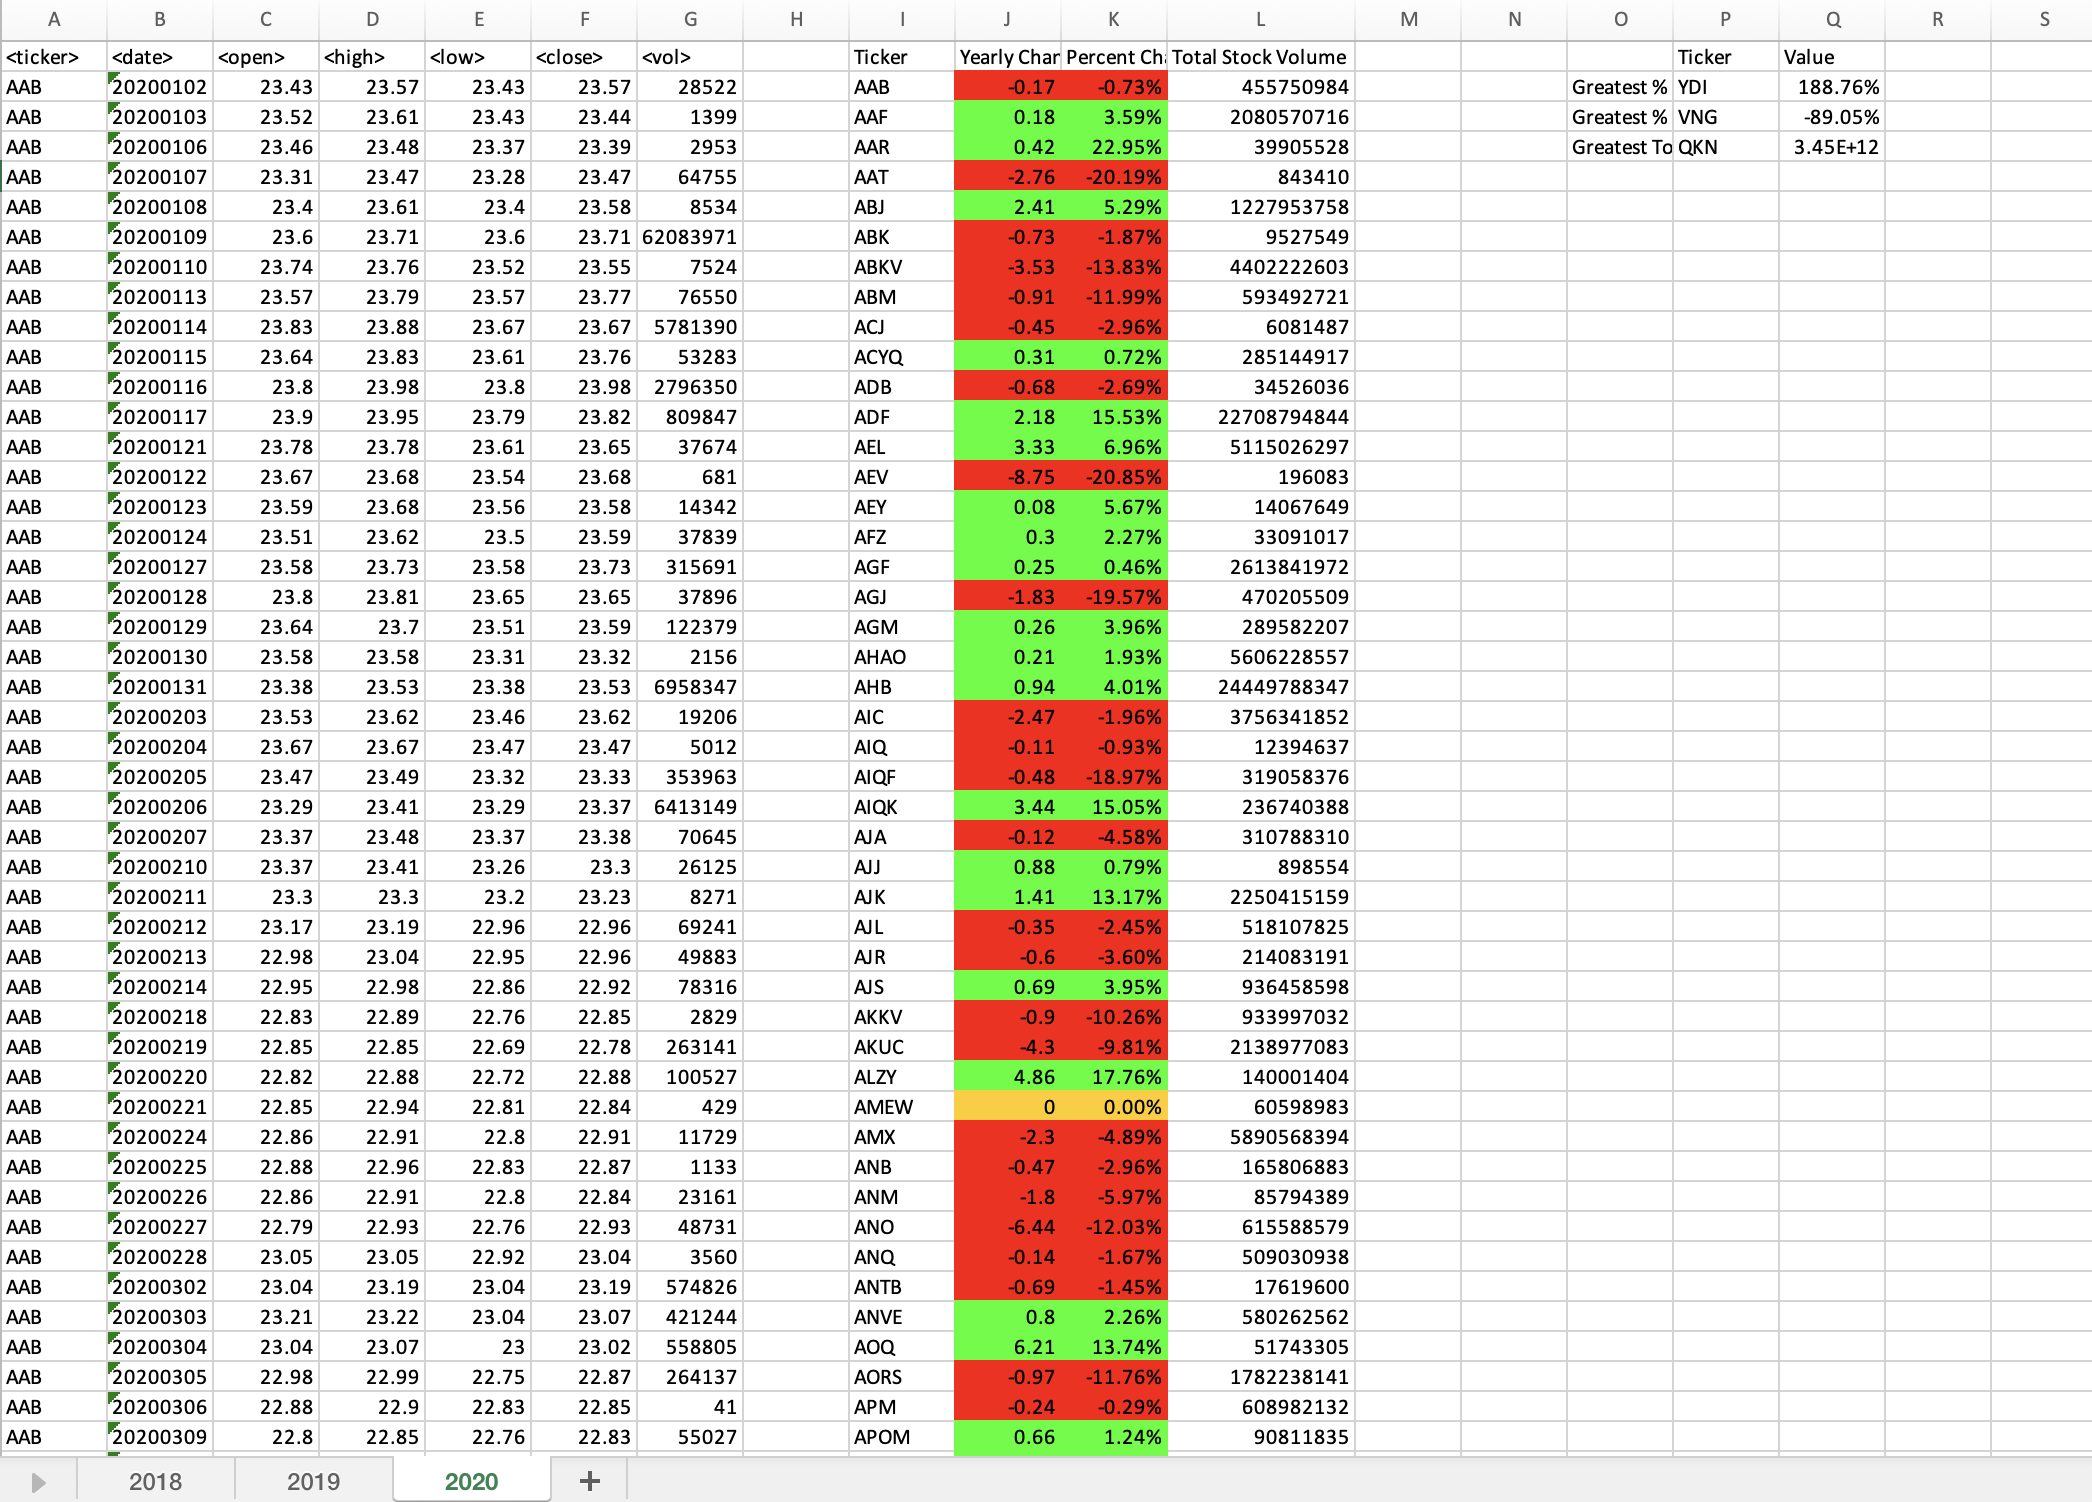 A B C D E F G H I J K L M N O P Q R S
<ticker> <date> <open> <high> <low> <close> <vol> Ticker Yearly Char Percent Ch Total Stock Volume Ticker Value
AAB 20200102 23.43 23.57 23.43 23.57 28522 AAB -0.17 -0.73% 455750984 Greatest % YDI 188.76%
AAB 20200103 23.52 23.61 23.43 23.44 1399 AAF 0.18 3.59% 2080570716 Greatest % VNG -89.05%
AAB 20200106 23.46 23.48 23.37 23.39 2953 AAR 0.42 22.95% 39905528 Greatest To QKN 3.45E+12
AAB 20200107 23.31 23.47 23.28 23.47 64755 AAT -2.76 -20.19% 843410
AAB 20200108 23.4 23.61 23.4 23.58 8534 ABJ 2.41 5.29% 1227953758
AAB 20200109 23.6 23.71 23.6 23.71 62083971 ABK -0.73 -1.87% 9527549
AAB 20200110 23.74 23.76 23.52 23.55 7524 ABKV -3.53 -13.83% 4402222603
AAB 20200113 23.57 23.79 23.57 23.77 76550 ABM -0.91 -11.99% 593492721
AAB 20200114 23.83 23.88 23.67 23.67 5781390 ACJ -0.45 -2.96% 6081487
AAB 20200115 23.64 23.83 23.61 23.76 53283 ACYQ 0.31 0.72% 285144917
AAB 20200116 23.8 23.98 23.8 23.98 2796350 ADB -0.68 -2.69% 34526036
AAB 20200117 23.9 23.95 23.79 23.82 809847 ADF 2.18 15.53% 22708794844
AAB 20200121 23.78 23.78 23.61 23.65 37674 AEL 3.33 6.96% 5115026297
AAB 20200122 23.67 23.68 23.54 23.68 681 AEV -8.75 -20.85% 196083
AAB 20200123 23.59 23.68 23.56 23.58 14342 AEY 0.08 5.67% 14067649
AAB 20200124 23.51 23.62 23.5 23.59 37839 AFZ 0.3 2.27% 33091017
AAB 20200127 23.58 23.73 23.58 23.73 315691 AGF 0.25 0.46% 2613841972
AAB 20200128 23.8 23.81 23.65 23.65 37896 AGJ -1.83 -19.57% 470205509
AAB 20200129 23.64 23.7 23.51 23.59 122379 AGM 0.26 3.96% 289582207
AAB 20200130 23.58 23.58 23.31 23.32 2156 AHAO 0.21 1.93% 5606228557
AAB 20200131 23.38 23.53 23.38 23.53 6958347 AHB 0.94 4.01% 24449788347
AAB 20200203 23.53 23.62 23.46 23.62 19206 AIC -2.47 -1.96% 3756341852
AAB 20200204 23.67 23.67 23.47 23.47 5012 AIQ -0.11 -0.93% 12394637
AAB 20200205 23.47 23.49 23.32 23.33 353963 AIQF -0.48 -18.97% 319058376
AAB 20200206 23.29 23.41 23.29 23.37 6413149 AIQK 3.44 15.05% 236740388
AAB 20200207 23.37 23.48 23.37 23.38 70645 AJA -0.12 -4.58% 310788310
AAB 20200210 23.37 23.41 23.26 23.3 26125 AJJ 0.88 0.79% 898554
AAB 20200211 23.3 23.3 23.2 23.23 8271 AJK 1.41 13.17% 2250415159
AAB 20200212 23.17 23.19 22.96 22.96 69241 AJL -0.35 -2.45% 518107825
AAB 20200213 22.98 23.04 22.95 22.96 49883 AJR -0.6 -3.60% 214083191
AAB 20200214 22.95 22.98 22.86 22.92 78316 AJS 0.69 3.95% 936458598
AAB 20200218 22.83 22.89 22.76 22.85 2829 AKKV -0.9 -10.26% 933997032
AAB 20200219 22.85 22.85 22.69 22.78 263141 AKUC -4.3 -9.81% 2138977083
AAB 20200220 22.82 22.88 22.72 22.88 100527 ALZY 4.86 17.76% 140001404
AAB 20200221 22.85 22.94 22.81 22.84 429 AMEW 0 0.00% 60598983
AAB 20200224 22.86 22.91 22.8 22.91 11729 AMX -2.3 -4.89% 5890568394
AAB 20200225 22.88 22.96 22.83 22.87 1133 ANB -0.47 -2.96% 165806883
AAB 20200226 22.86 22.91 22.8 22.84 23161 ANM -1.8 -5.97% 85794389
AAB 20200227 22.79 22.93 22.76 22.93 48731 ANO -6.44 -12.03% 615588579
AAB 20200228 23.05 23.05 22.92 23.04 3560 ANQ -0.14 -1.67% 509030938
AAB 20200302 23.04 23.19 23.04 23.19 574826 ANTB -0.69 -1.45% 17619600
AAB 20200303 23.21 23.22 23.04 23.07 421244 ANVE 0.8 2.26% 580262562
AAB 20200304 23.04 23.07 23 23.02 558805 AOQ 6.21 13.74% 51743305
AAB 20200305 22.98 22.99 22.75 22.87 264137 AORS -0.97 -11.76% 1782238141
AAB 20200306 22.88 22.9 22.83 22.85 41 APM -0.24 -0.29% 608982132
AAB 20200309 22.8 22.85 22.76 22.83 55027 APOM 0.66 1.24% 90811835
2018 2019 2020 +